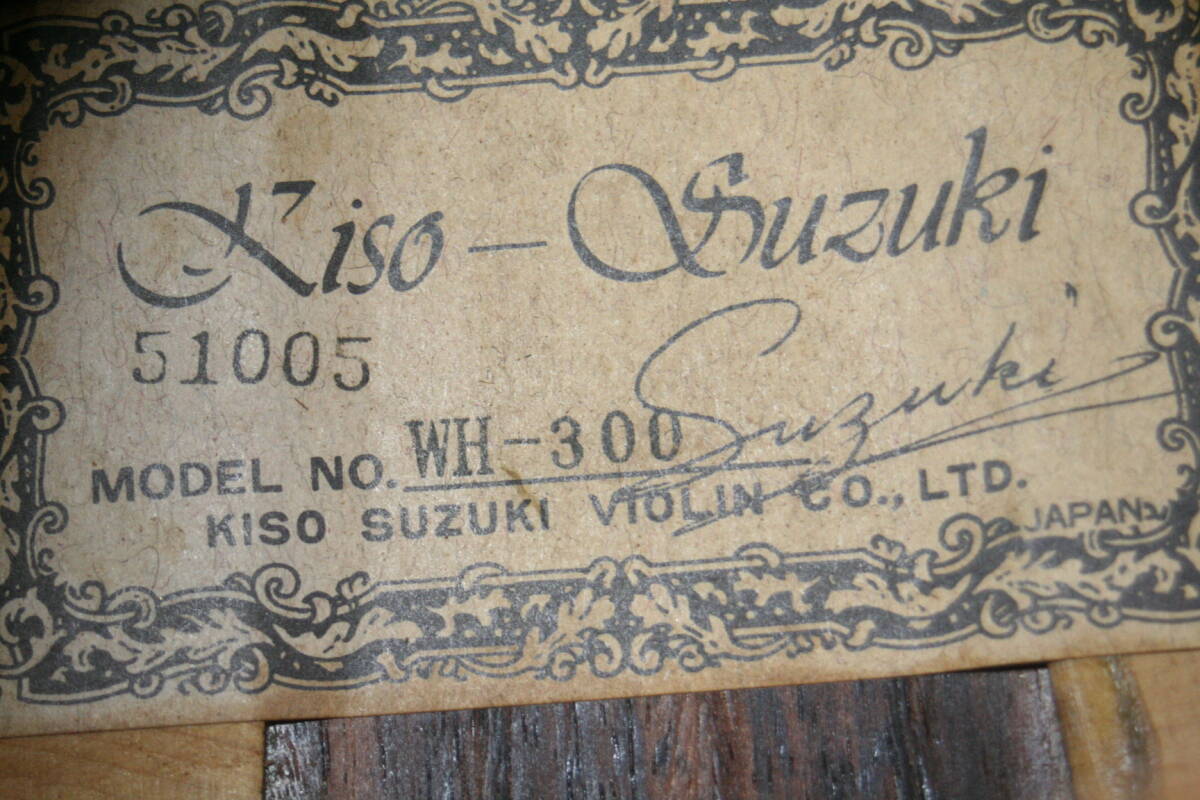 Kiso-Suzuki
51005
Suzuki
MODEL NO. WH-300
KISO SUZUKI VIOLIN CO., LTD.
JAPAN